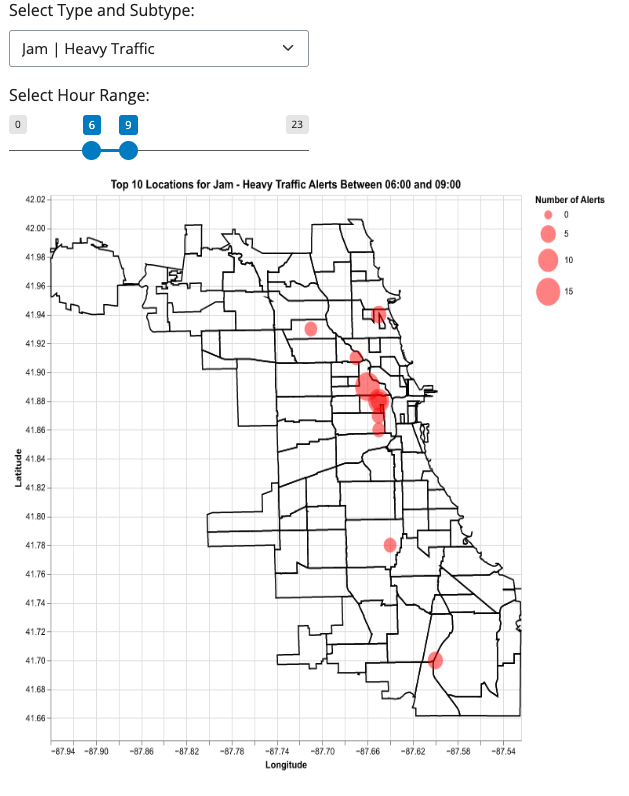 Select Type and Subtype:
Jam | Heavy Traffic
Select Hour Range:
0 6 9 23
Top 10 Locations for Jam - Heavy Traffic Alerts Between 06:00 and 09:00
Number of Alerts
0
5
10
15
42.02
42.00
41.98
41.96
41.94
41.92
41.90
41.88
41.86
41.84
41.82
41.80
41.78
41.76
41.74
41.72
41.70
41.68
41.66
Latitude
−87.94 −87.90 −87.86 −87.82 −87.78 −87.74 −87.70 −87.66 −87.62 −87.58 −87.54
Longitude